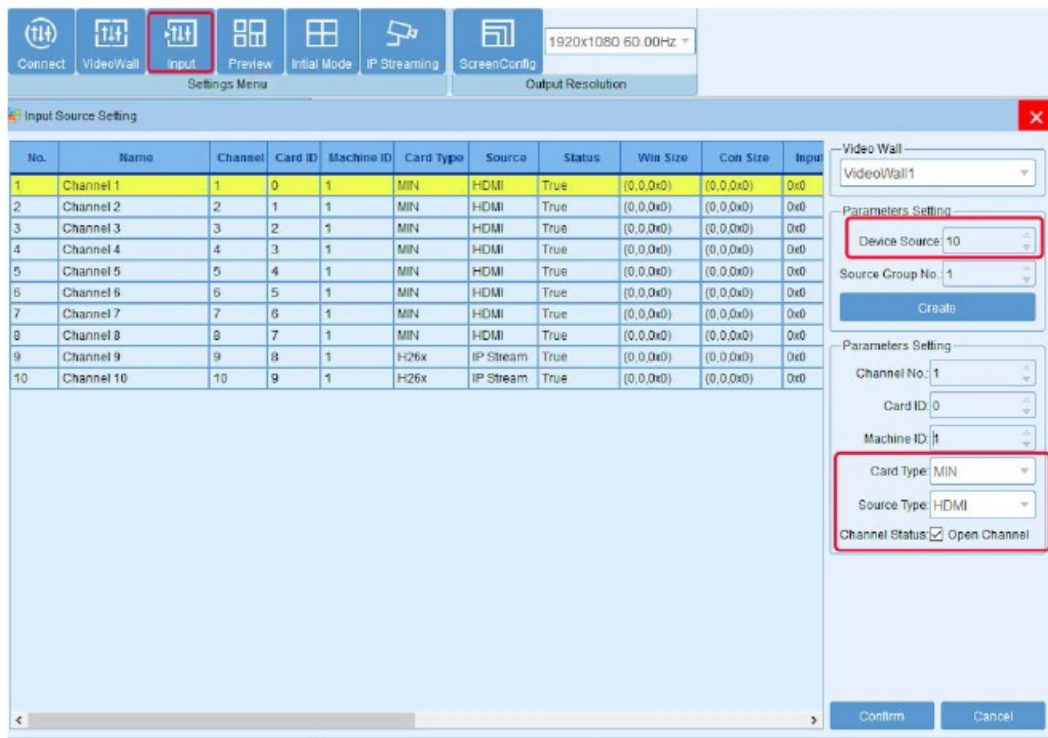 Connect VideoWall Input Preview Intial Mode IP Streaming ScreenConfig 1920x1080 60.00Hz
Settings Menu Output Resolution
Input Source Setting
No. Name Channel Card ID Machine ID Card Type Source Status Win Size Con Size Input
1 Channel 1 1 0 1 MIN HDMI True (0,0,0x0) (0,0,0x0) 0x0
2 Channel 2 2 1 1 MIN HDMI True (0,0,0x0) (0,0,0x0) 0x0
3 Channel 3 3 2 1 MIN HDMI True (0,0,0x0) (0,0,0x0) 0x0
4 Channel 4 4 3 1 MIN HDMI True (0,0,0x0) (0,0,0x0) 0x0
5 Channel 5 5 4 1 MIN HDMI True (0,0,0x0) (0,0,0x0) 0x0
6 Channel 6 6 5 1 MIN HDMI True (0,0,0x0) (0,0,0x0) 0x0
7 Channel 7 7 6 1 MIN HDMI True (0,0,0x0) (0,0,0x0) 0x0
8 Channel 8 8 7 1 MIN HDMI True (0,0,0x0) (0,0,0x0) 0x0
9 Channel 9 9 8 1 H26x IP Stream True (0,0,0x0) (0,0,0x0) 0x0
10 Channel 10 10 9 1 H26x IP Stream True (0,0,0x0) (0,0,0x0) 0x0
Video Wall
VideoWall1
Parameters Setting
Device Source: 10
Source Group No.: 1
Create
Parameters Setting
Channel No.: 1
Card ID: 0
Machine ID: 1
Card Type: MIN
Source Type: HDMI
Channel Status: Open Channel
Confirm Cancel